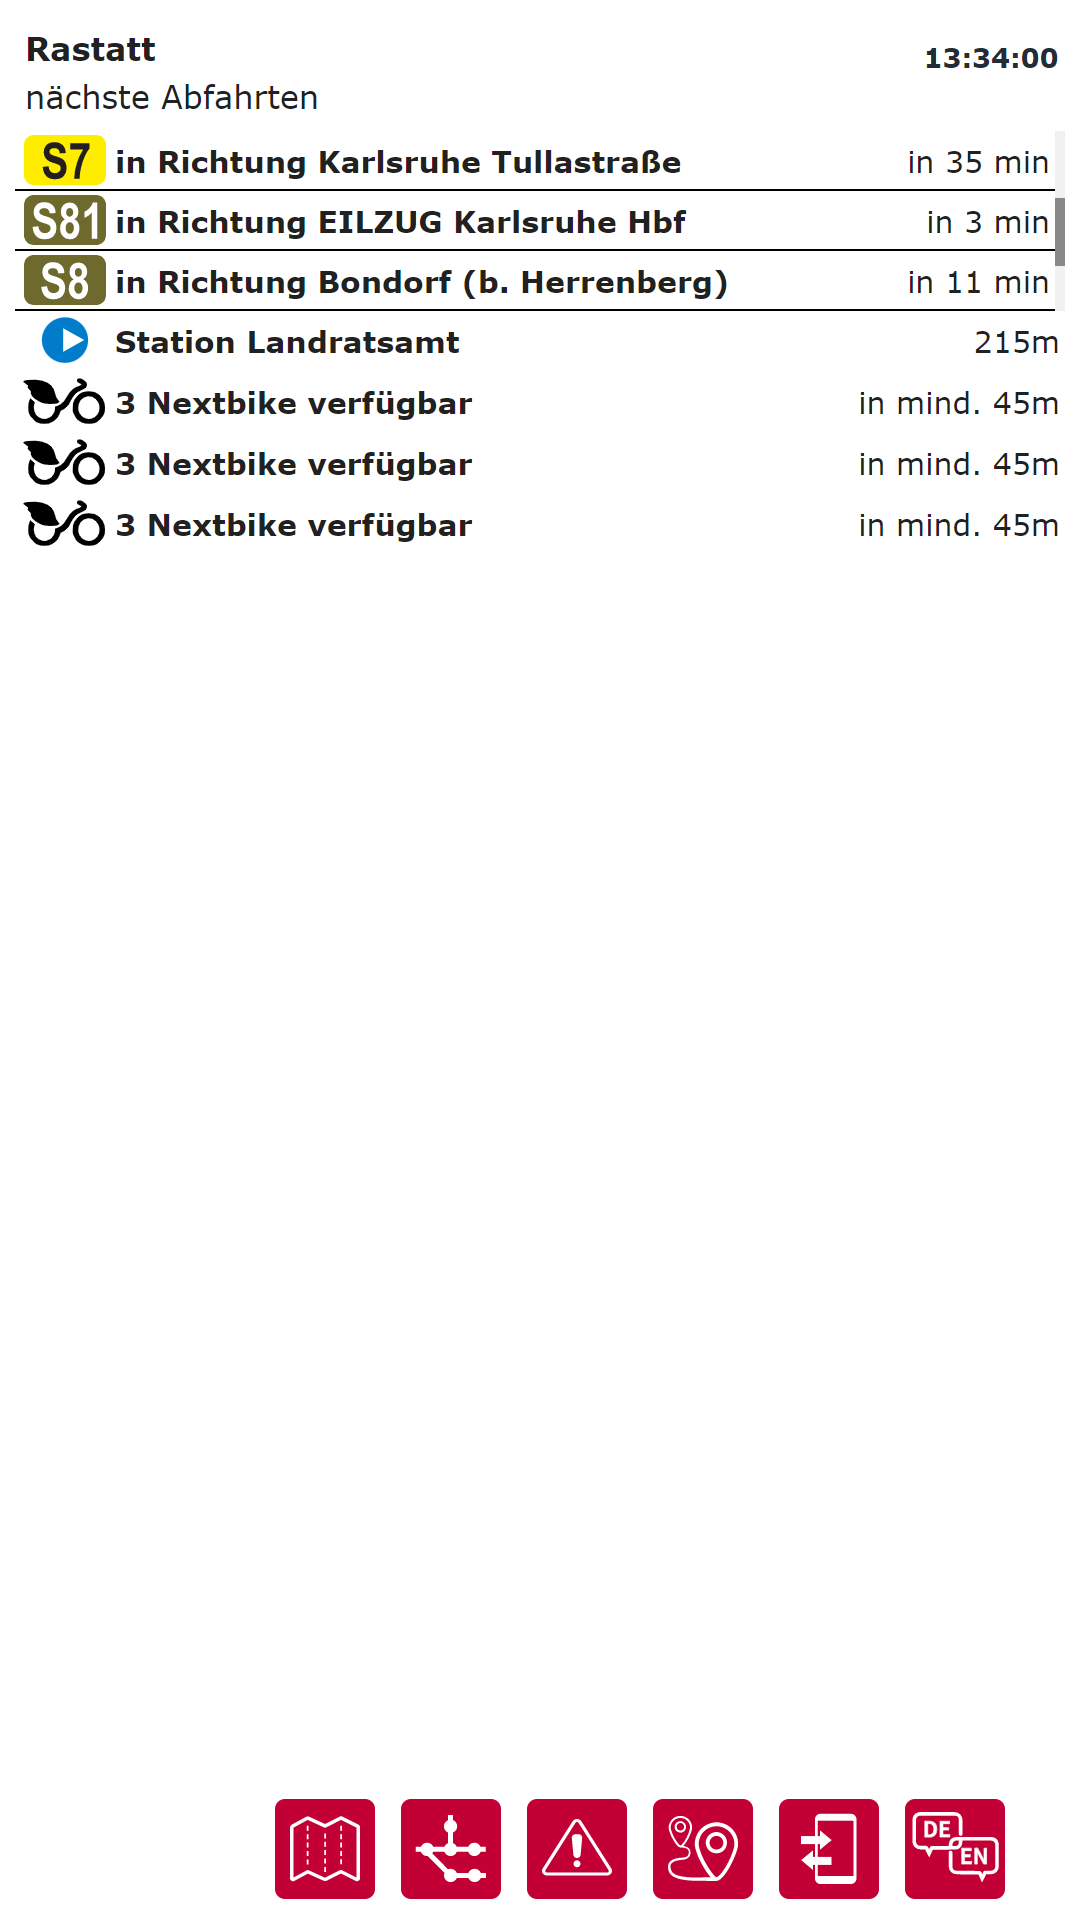 Rastatt
13:34:00
nächste Abfahrten
S7 in Richtung Karlsruhe Tullastraße in 35 min
S81 in Richtung EILZUG Karlsruhe Hbf in 3 min
S8 in Richtung Bondorf (b. Herrenberg) in 11 min
Station Landratsamt 215m
3 Nextbike verfügbar in mind. 45m
3 Nextbike verfügbar in mind. 45m
3 Nextbike verfügbar in mind. 45m
DE
EN